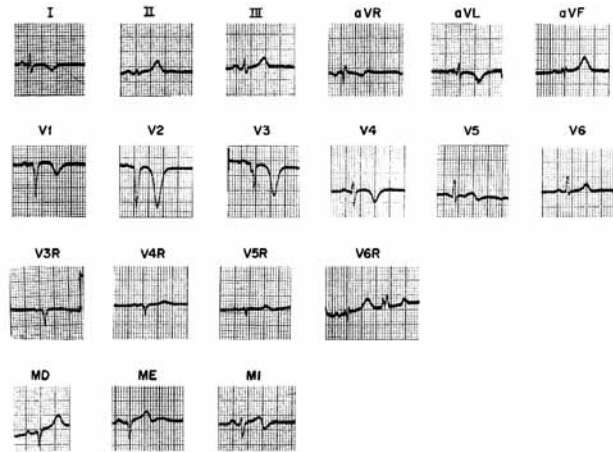 I II III aVR aVL aVF
V1 V2 V3 V4 V5 V6
V3R V4R V5R V6R
MD ME MI